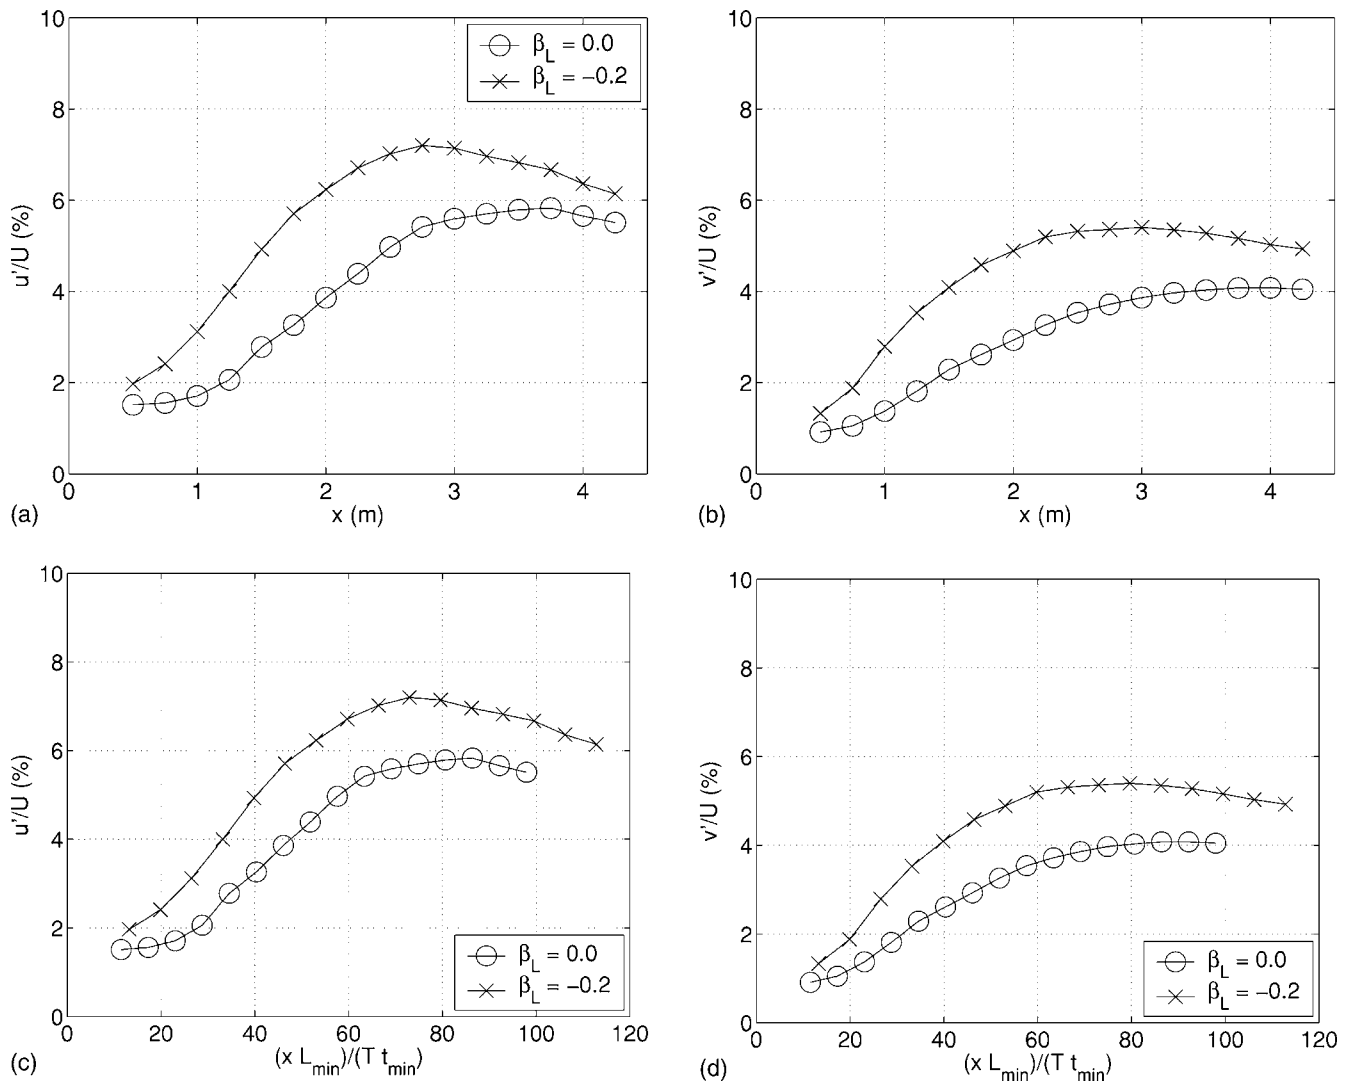 10
8
6
4
2
0
u'/U (%)
0 1 2 3 4
x (m)
(a)
β_L = 0.0
β_L = −0.2
10
8
6
4
2
0
v'/U (%)
0 1 2 3 4
x (m)
(b)
10
8
6
4
2
0
u'/U (%)
0 20 40 60 80 100 120
(x L_min)/(T t_min)
(c)
β_L = 0.0
β_L = −0.2
10
8
6
4
2
0
v'/U (%)
0 20 40 60 80 100 120
(x L_min)/(T t_min)
(d)
β_L = 0.0
β_L = −0.2